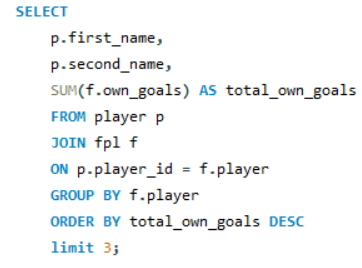 SELECT
p.first_name,
p.second_name,
SUM(f.own_goals) AS total_own_goals
FROM player p
JOIN fpl f
ON p.player_id = f.player
GROUP BY f.player
ORDER BY total_own_goals DESC
limit 3;